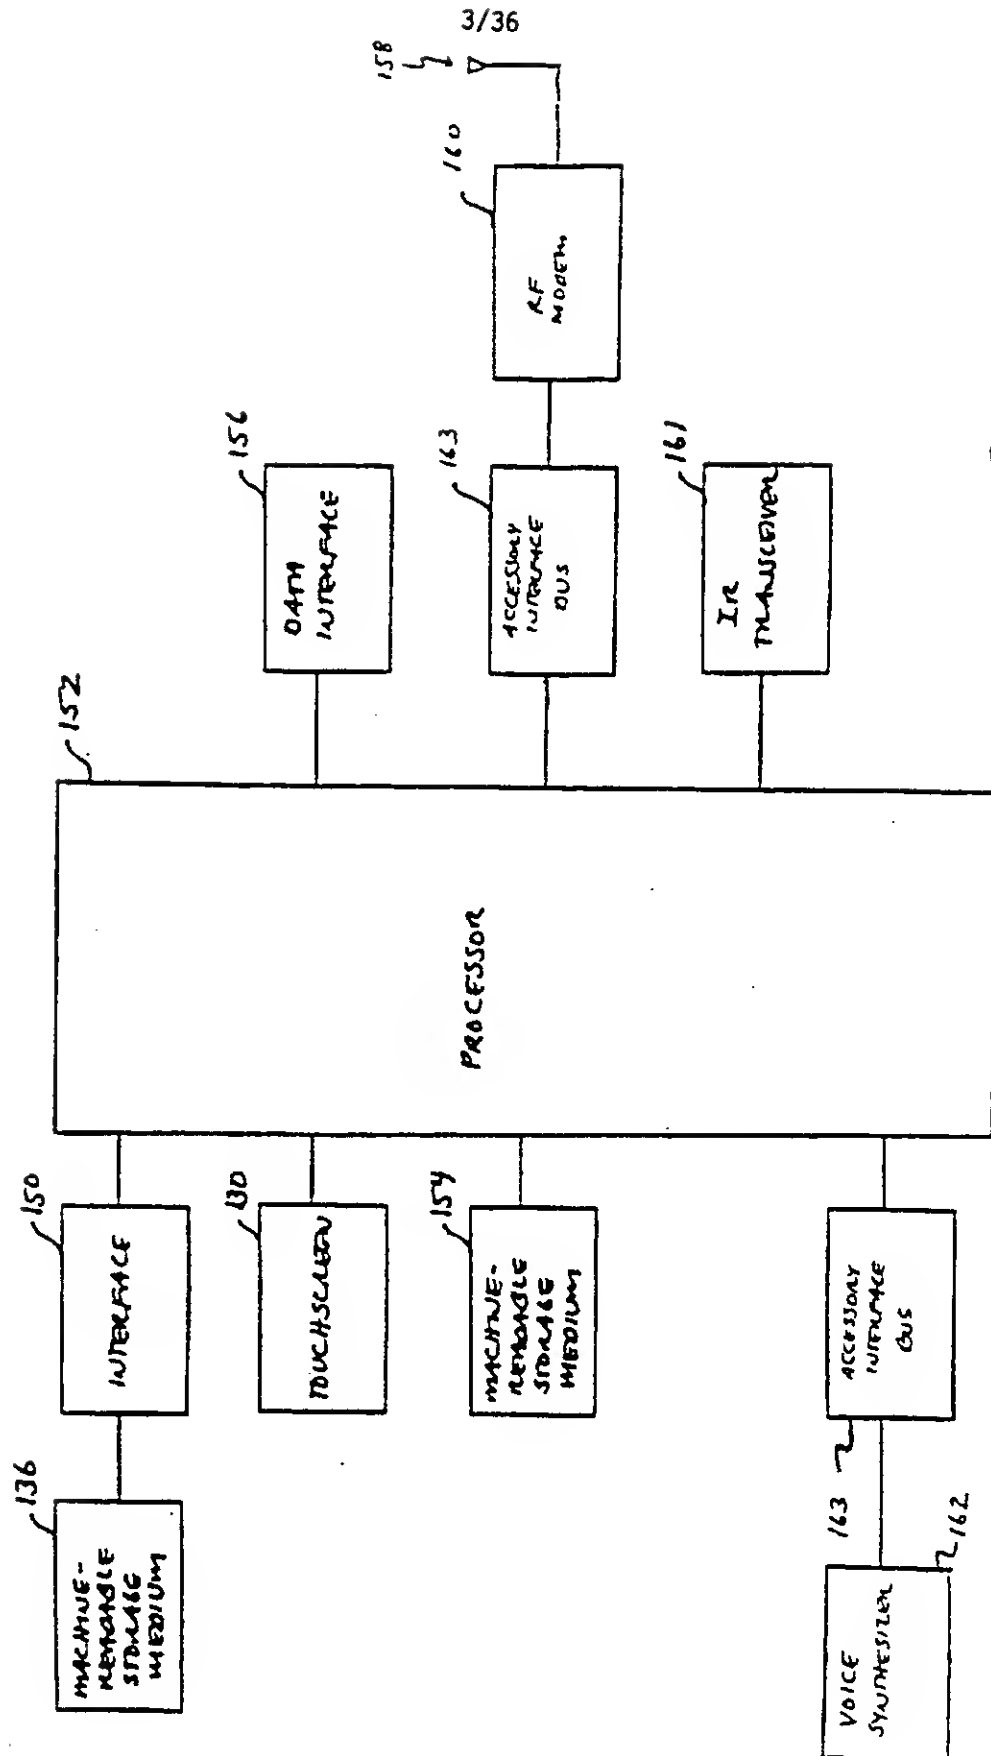 3/36
158
160
RF
MODEM
156
DATA
INTERFACE
163
ACCESSORY
INTERFACE
BUS
161
IR
TRANSCEIVER
152
PROCESSOR
150
INTERFACE
130
TOUCHSCREEN
154
MACHINE-
READABLE
STORAGE
MEDIUM
ACCESSORY
INTERFACE
BUS
163
136
MACHINE-
READABLE
STORAGE
MEDIUM
162
VOICE
SYNTHESIZER